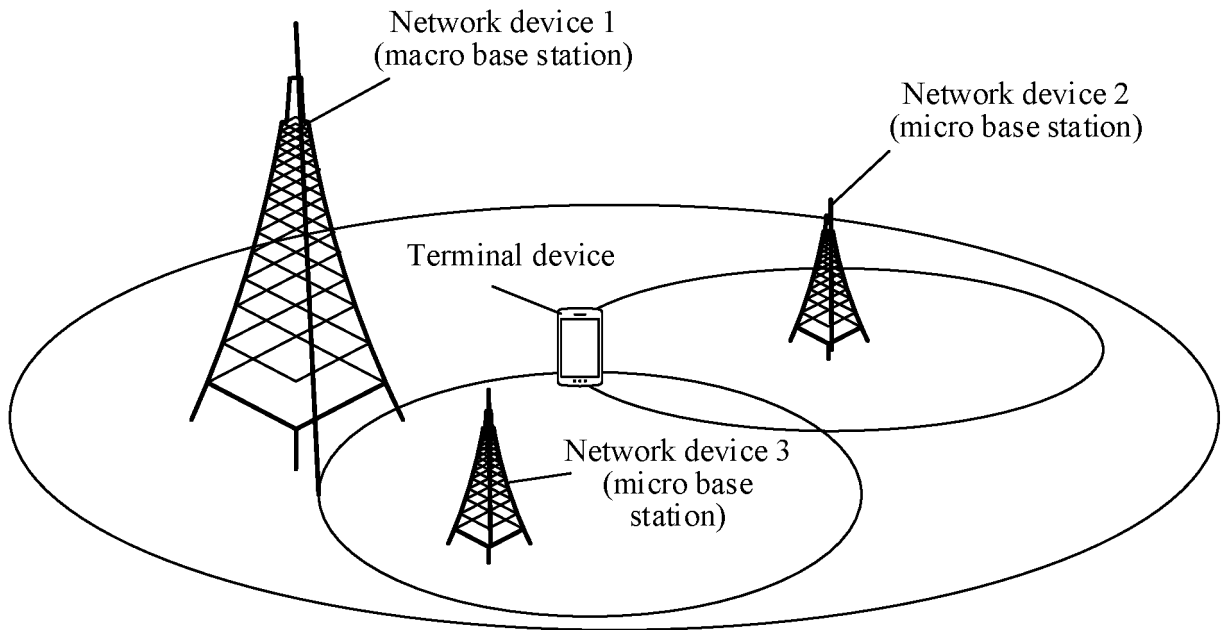 Network device 1
(macro base station)
Network device 2
(micro base station)
Terminal device
Network device 3
(micro base
station)